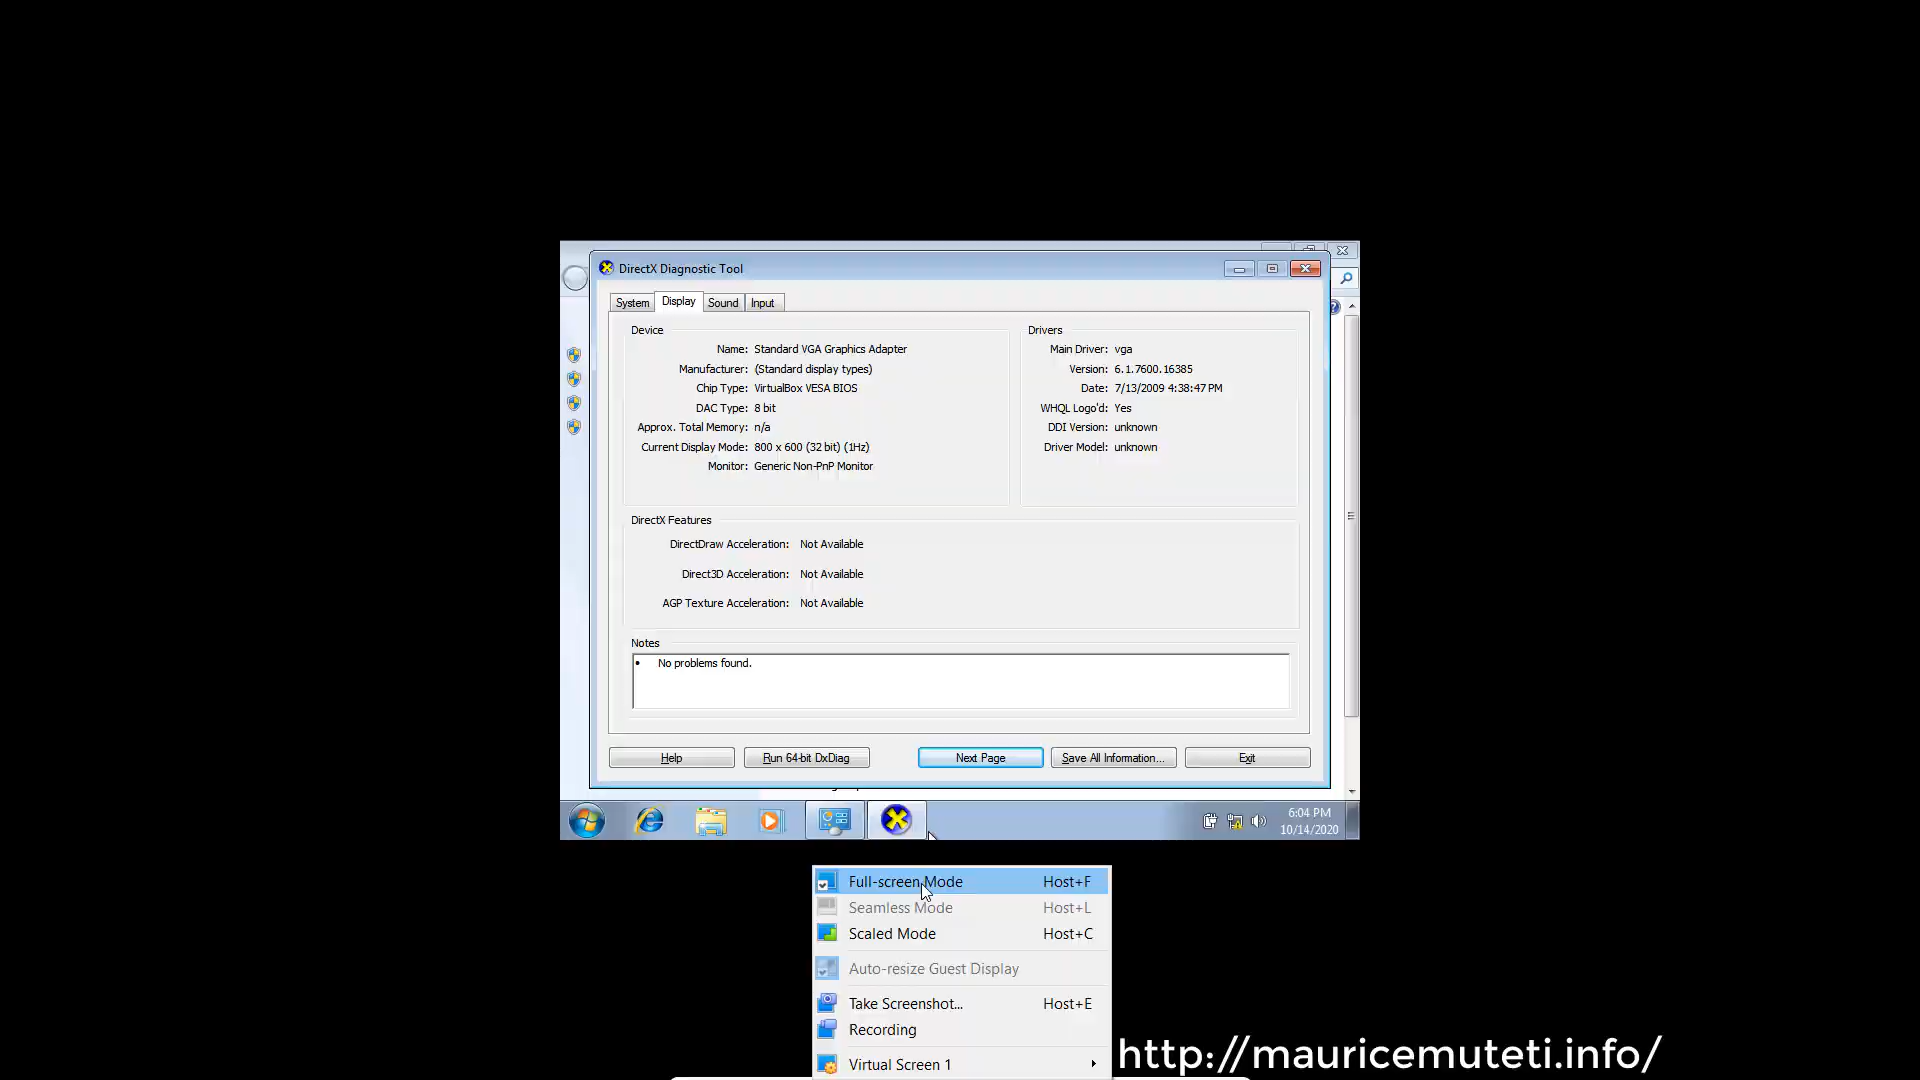 DirectX Diagnostic Tool
System Display Sound Input
Device
Name: Standard VGA Graphics Adapter
Manufacturer: (Standard display types)
Chip Type: VirtualBox VESA BIOS
DAC Type: 8 bit
Approx. Total Memory: n/a
Current Display Mode: 800 x 600 (32 bit) (1Hz)
Monitor: Generic Non-PnP Monitor
Drivers
Main Driver: vga
Version: 6.1.7600.16385
Date: 7/13/2009 4:38:47 PM
WHQL Logo'd: Yes
DDI Version: unknown
Driver Model: unknown
DirectX Features
DirectDraw Acceleration: Not Available
Direct3D Acceleration: Not Available
AGP Texture Acceleration: Not Available
Notes
• No problems found.
Help Run 64-bit DxDiag Next Page Save All Information... Exit
6:04 PM
10/14/2020
Full-screen Mode Host+F
Seamless Mode Host+L
Scaled Mode Host+C
Auto-resize Guest Display
Take Screenshot... Host+E
Recording
Virtual Screen 1
http://mauricemuteti.info/